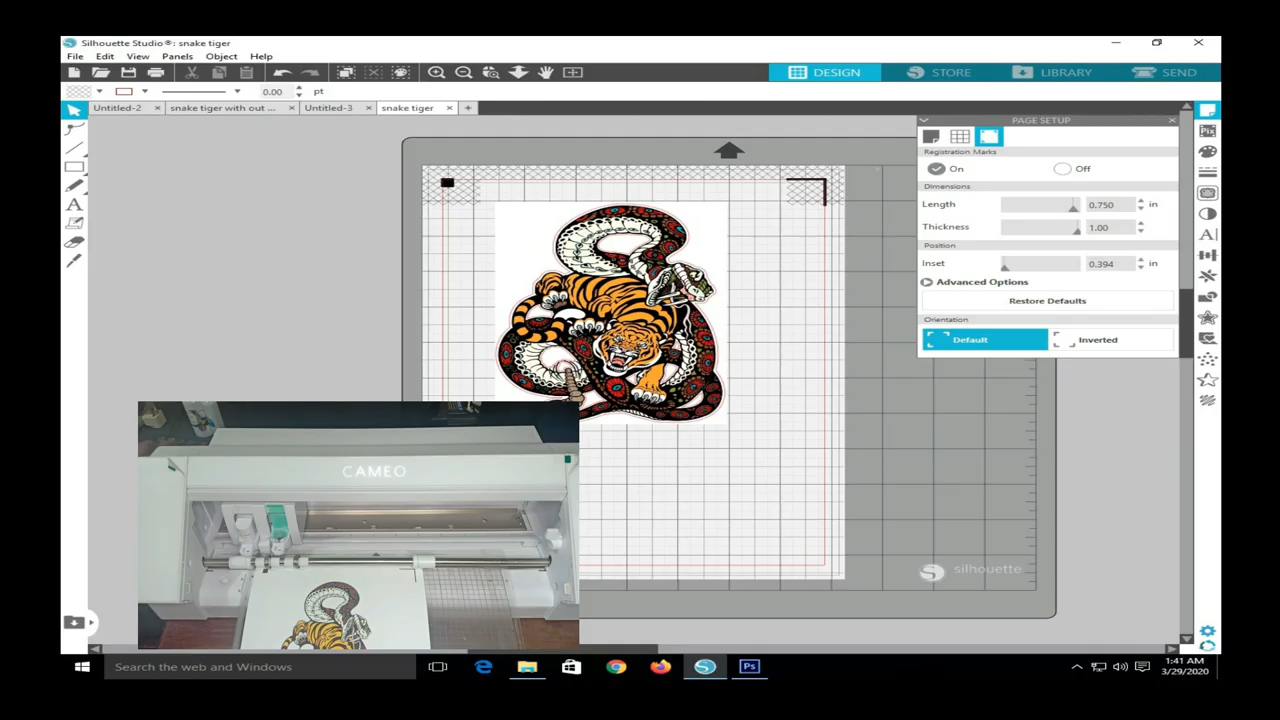 Silhouette Studio®: snake tiger
File Edit View Panels Object Help
DESIGN STORE LIBRARY SEND
0.00 pt
Untitled-2 snake tiger with out ... Untitled-3 snake tiger
PAGE SETUP
Registration Marks
On Off
Dimensions
Length 0.750 in
Thickness 1.00
Position
Inset 0.394 in
Advanced Options
Restore Defaults
Orientation
Default Inverted
CAMEO
silhouette
Search the web and Windows
Ps
1:41 AM
3/29/2020